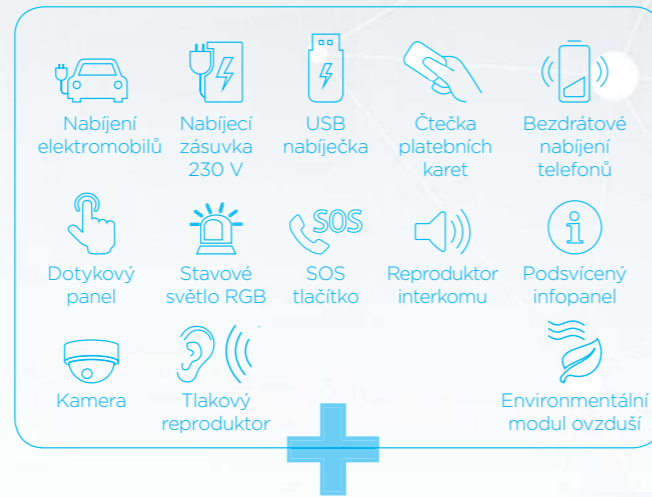 Nabíjení
elektromobilů
Nabíjecí
zásuvka
230 V
USB
nabíječka
Čtečka
platebních
karet
Bezdrátové
nabíjení
telefonů
Dotykový
panel
Stavové
světlo RGB
SOS
SOS
tlačítko
Reproduktor
interkomu
i
Podsvícený
infopanel
Kamera
Tlakový
reproduktor
Environmentální
modul ovzduší